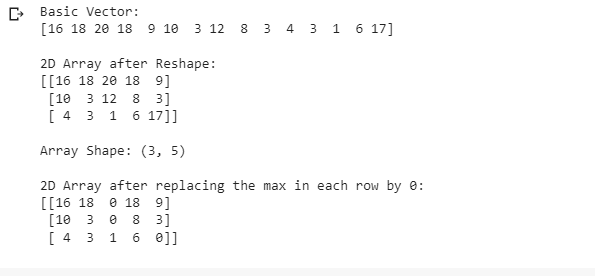 Basic Vector:
[16 18 20 18  9 10  3 12  8  3  4  3  1  6 17]
2D Array after Reshape:
[[16 18 20 18  9]
 [10  3 12  8  3]
 [ 4  3  1  6 17]]
Array Shape: (3, 5)
2D Array after replacing the max in each row by 0:
[[16 18  0 18  9]
 [10  3  0  8  3]
 [ 4  3  1  6  0]]